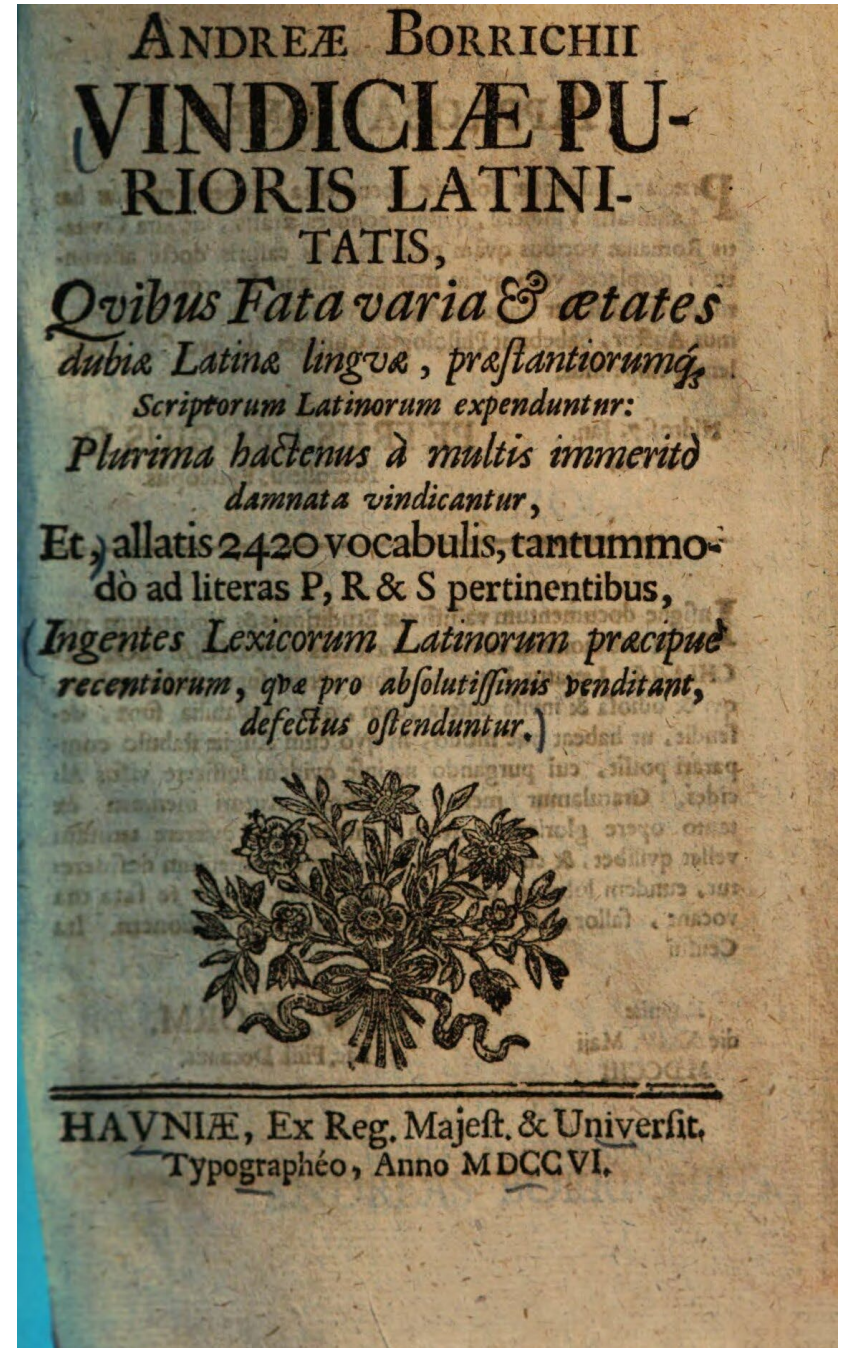 ANDREÆ BORRICHII
VINDICIÆ PU-
RIORIS LATINI-
TATIS,
Qvibus Fata varia & ætates
dubiæ Latinæ lingvæ, præſtantiorumq́;
Scriptorum Latinorum expenduntnr:
Plurima hactenus à multis immeritò
damnata vindicantur,
Et, allatis 2420 vocabulis, tantummo-
dò ad literas P, R & S pertinentibus,
(Ingentes Lexicorum Latinorum præcipuè
recentiorum, qvæ pro abſolutiſſimis venditant,
defectus oſtenduntur.)
HAVNIÆ, Ex Reg. Majeſt. & Univerſit.
Typographéo, Anno MDCCVI.